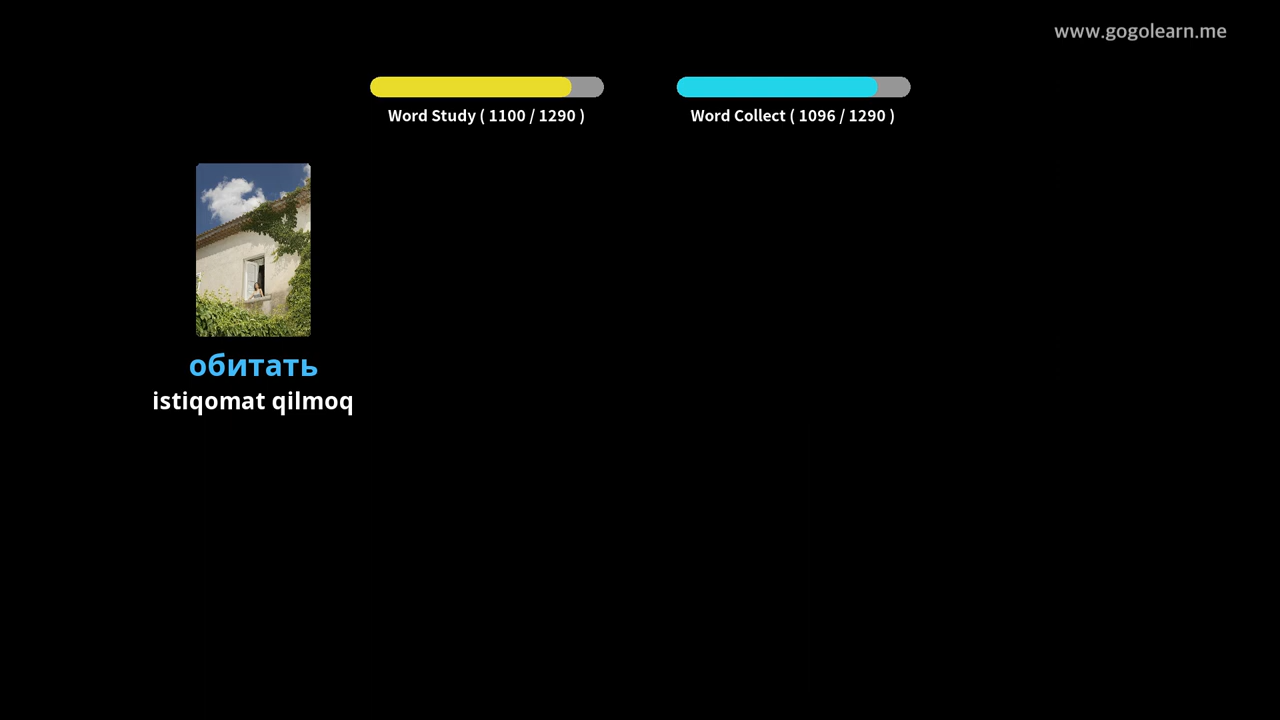 www.gogolearn.me
Word Study ( 1100 / 1290 )
Word Collect ( 1096 / 1290 )
обитать
istiqomat qilmoq